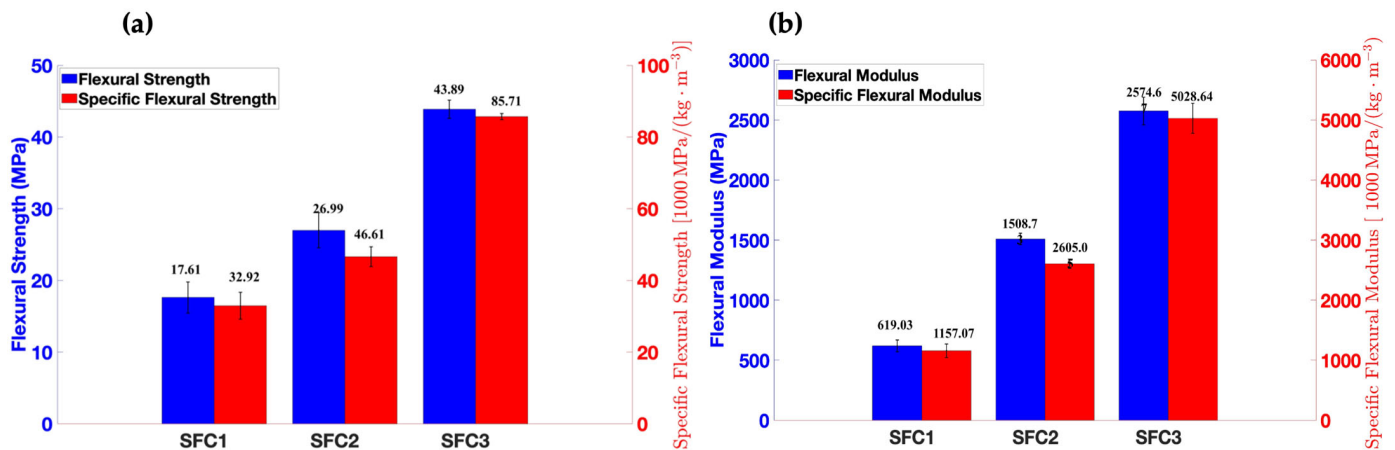 (a)
Flexural Strength
Specific Flexural Strength
50
40
30
20
10
0
Flexural Strength (MPa)
100
80
60
40
20
0
Specific Flexural Strength [1000 MPa/(kg · m⁻³)]
17.61
32.92
26.99
46.61
43.89
85.71
SFC1
SFC2
SFC3
(b)
Flexural Modulus
Specific Flexural Modulus
3000
2500
2000
1500
1000
500
0
Flexural Modulus (MPa)
6000
5000
4000
3000
2000
1000
0
Specific Flexural Modulus [ 1000 MPa/(kg · m⁻³)
619.03
1157.07
1508.7
2605.0
5
2574.6
7
5028.64
SFC1
SFC2
SFC3